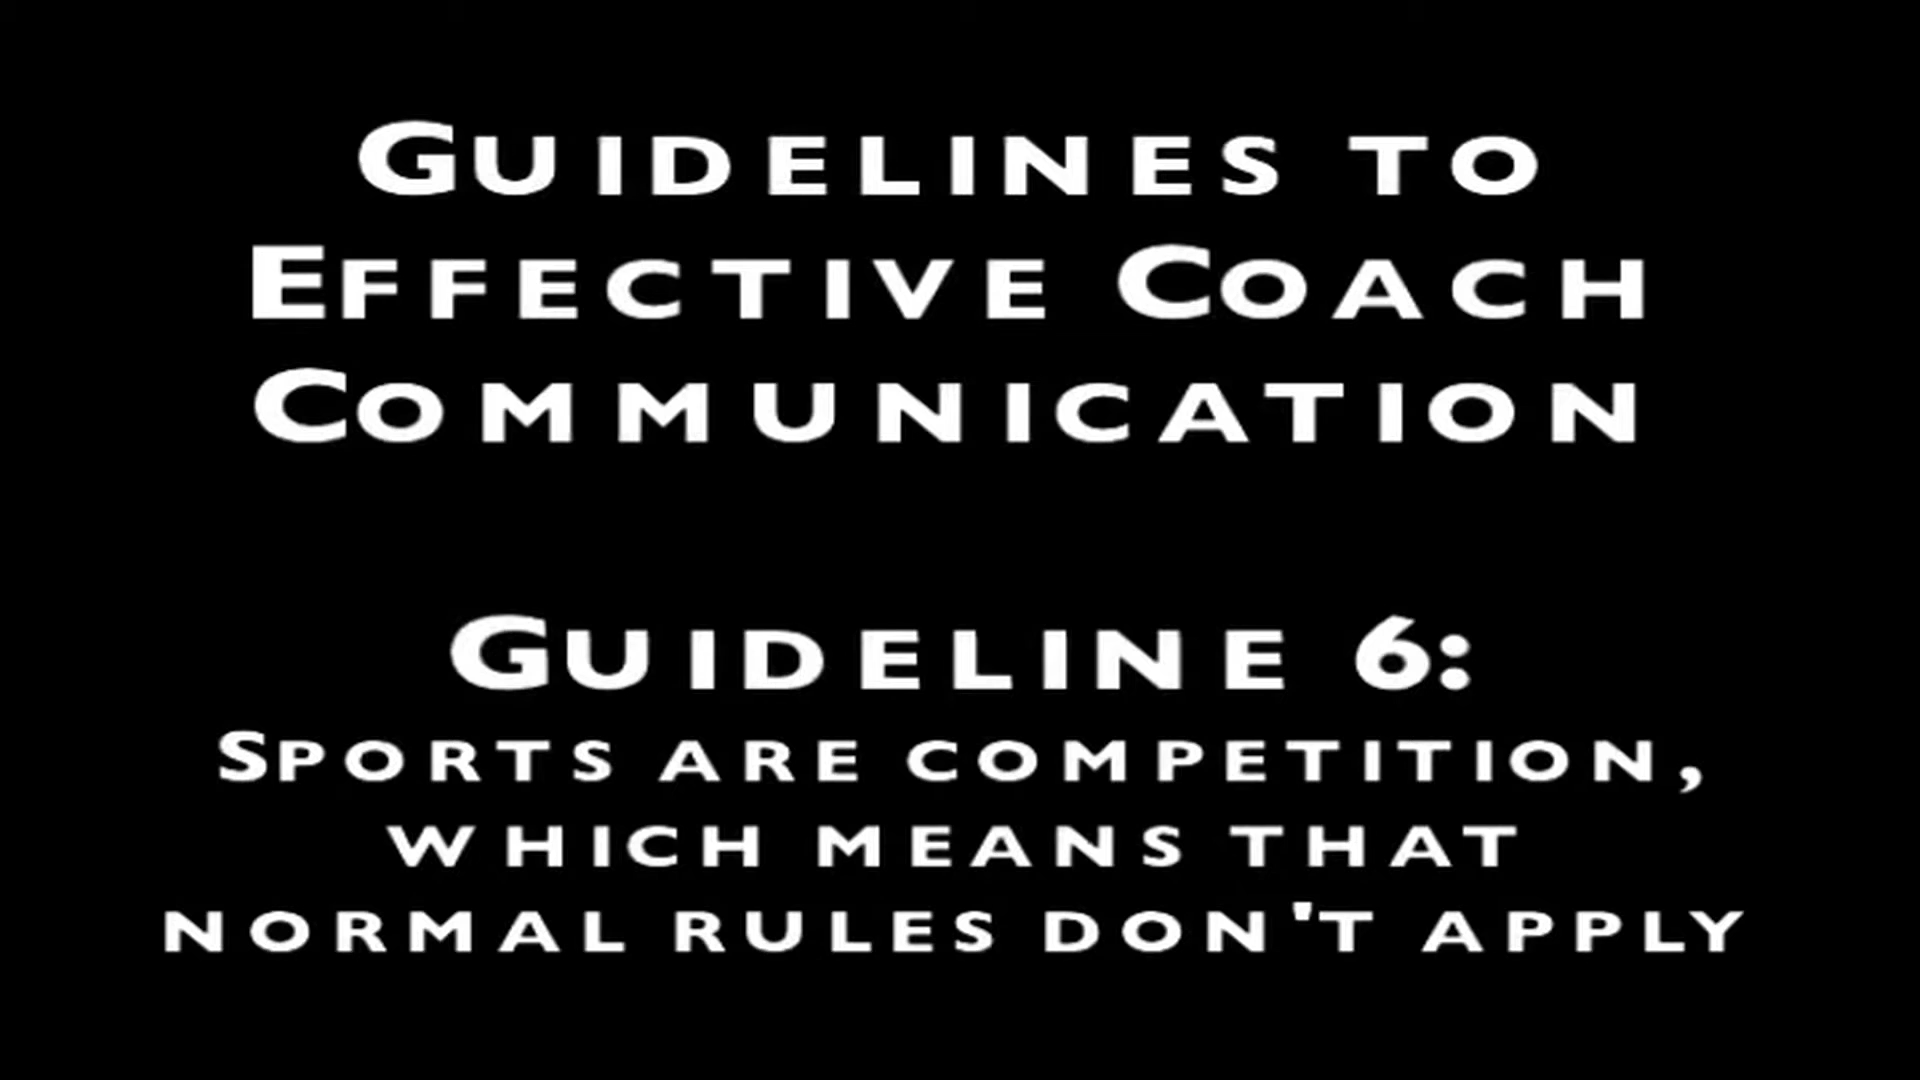 Guidelines to
Effective Coach
Communication
Guideline 6:
Sports are competition,
which means that
normal rules don't apply